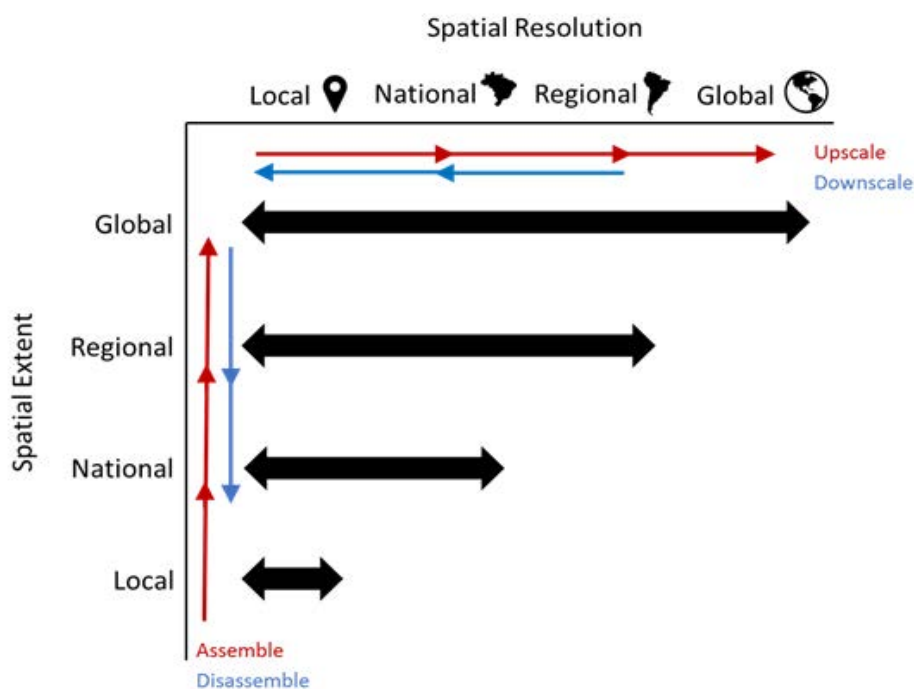 Spatial Resolution
Local National Regional Global
Upscale
Downscale
Global
Regional
National
Local
Spatial Extent
Assemble
Disassemble